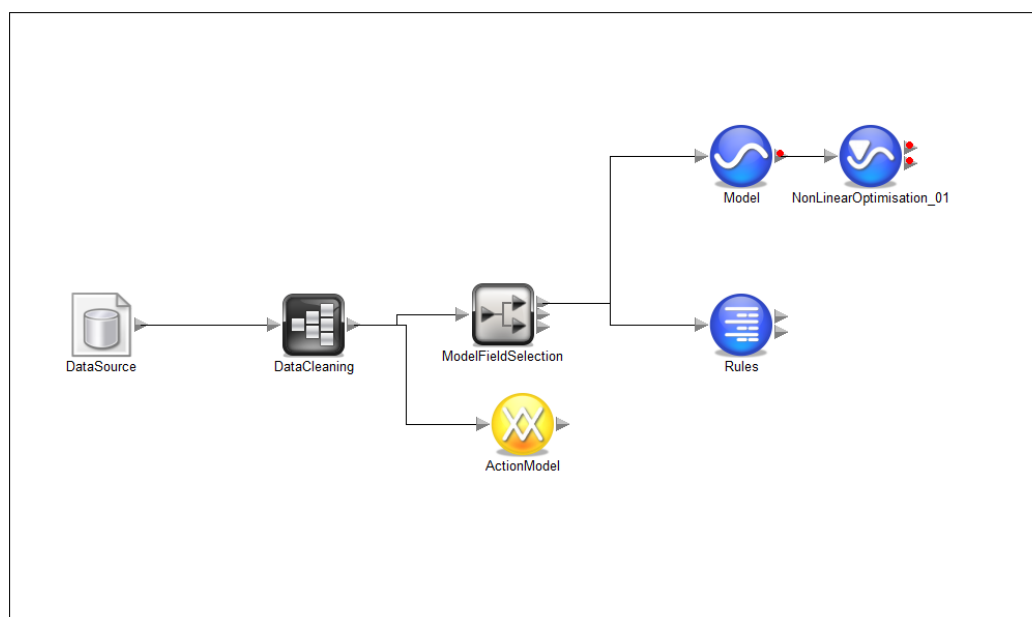 Model
NonLinearOptimisation_01
DataSource
DataCleaning
ModelFieldSelection
Rules
ActionModel